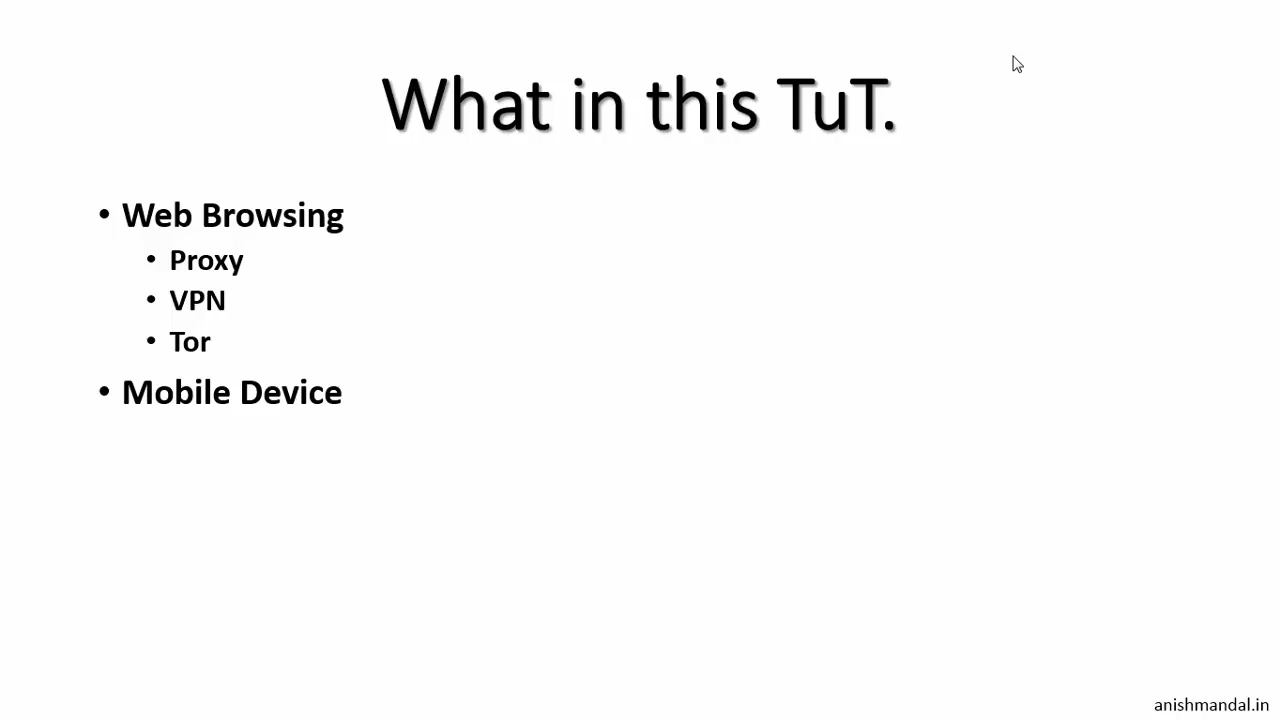 What in this TuT.
• Web Browsing
• Proxy
• VPN
• Tor
• Mobile Device
anishmandal.in